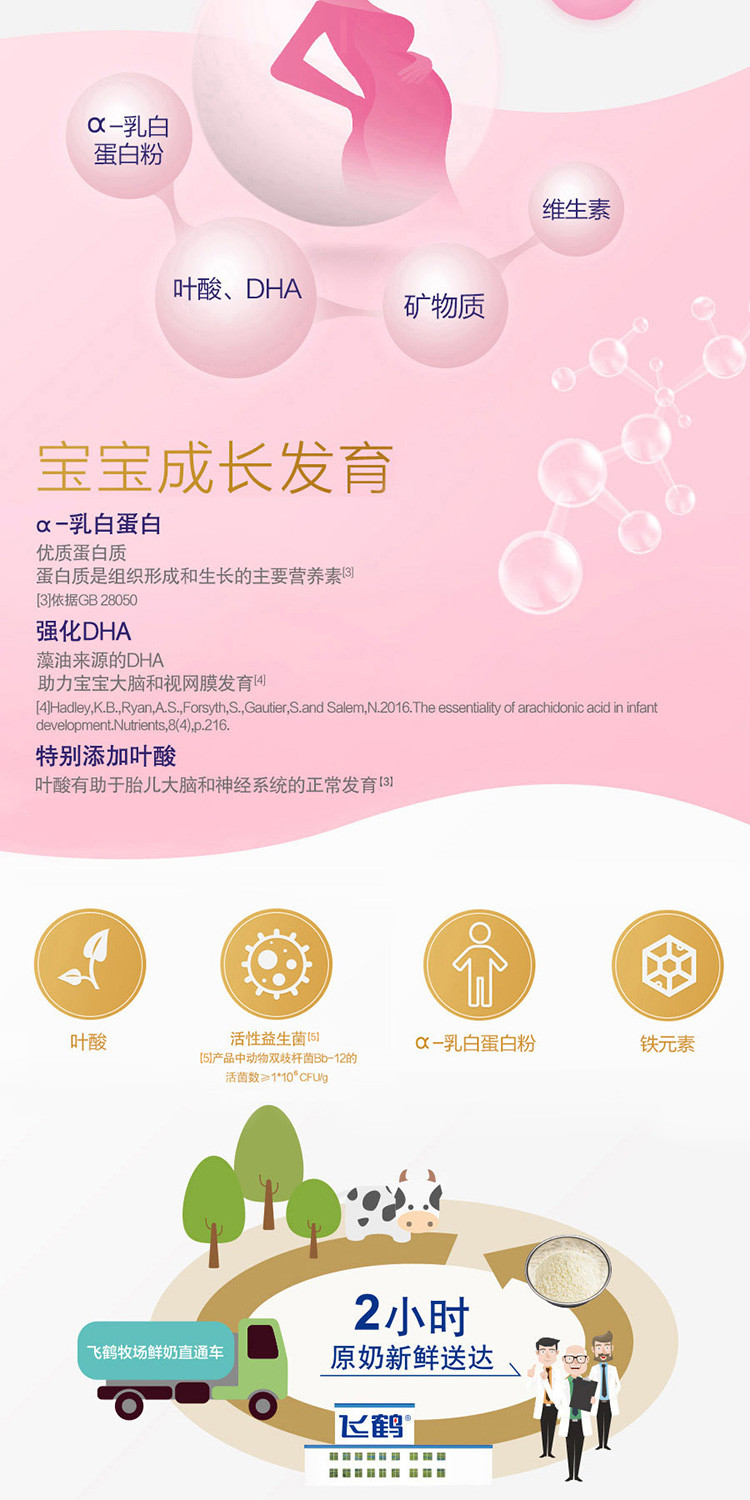 α-乳白
蛋白粉
维生素
叶酸、DHA
矿物质
宝宝成长发育
α-乳白蛋白
优质蛋白质
蛋白质是组织形成和生长的主要营养素[3]
[3]依据GB 28050
强化DHA
藻油来源的DHA
助力宝宝大脑和视网膜发育[4]
[4]Hadley,K.B.,Ryan,A.S.,Forsyth,S.,Gautier,S.and Salem,N.2016.The essentiality of arachidonic acid in infant
development.Nutrients,8(4),p.216.
特别添加叶酸
叶酸有助于胎儿大脑和神经系统的正常发育【3】
叶酸
活性益生菌[5]
[5]产品中动物双歧杆菌Bb-12的
活菌数≥1*10⁶ CFU/g
α-乳白蛋白粉
铁元素
2小时
原奶新鲜送达
飞鹤牧场鲜奶直通车
飞鹤®